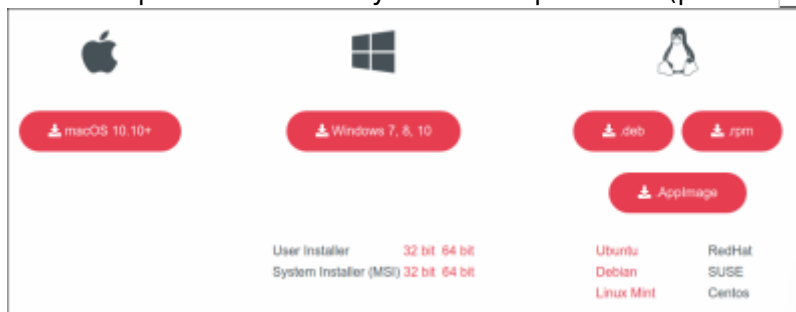 macOS 10.10+
Windows 7, 8, 10
.deb
.rpm
.AppImage
User Installer 32 bit 64 bit
System Installer (MSI) 32 bit 64 bit
Ubuntu RedHat
Debian SUSE
Linux Mint Centos